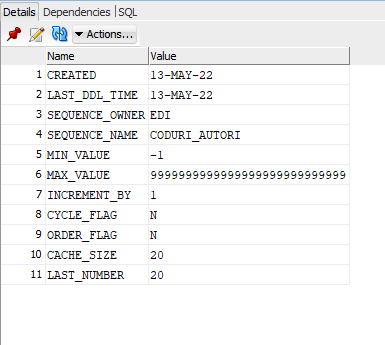 Details Dependencies SQL
Actions...
Name Value
1 CREATED 13-MAY-22
2 LAST_DDL_TIME 13-MAY-22
3 SEQUENCE_OWNER EDI
4 SEQUENCE_NAME CODURI_AUTORI
5 MIN_VALUE -1
6 MAX_VALUE 9999999999999999999999999999
7 INCREMENT_BY 1
8 CYCLE_FLAG N
9 ORDER_FLAG N
10 CACHE_SIZE 20
11 LAST_NUMBER 20